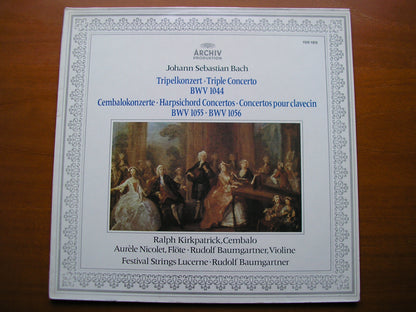 ARCHIV
PRODUKTION
Johann Sebastian Bach
Tripelkonzert · Triple Concerto
BWV 1044
Cembalokonzerte · Harpsichord Concertos · Concertos pour clavecin
BWV 1055 · BWV 1056
Ralph Kirkpatrick, Cembalo
Aurèle Nicolet, Flöte · Rudolf Baumgartner, Violine
Festival Strings Lucerne · Rudolf Baumgartner